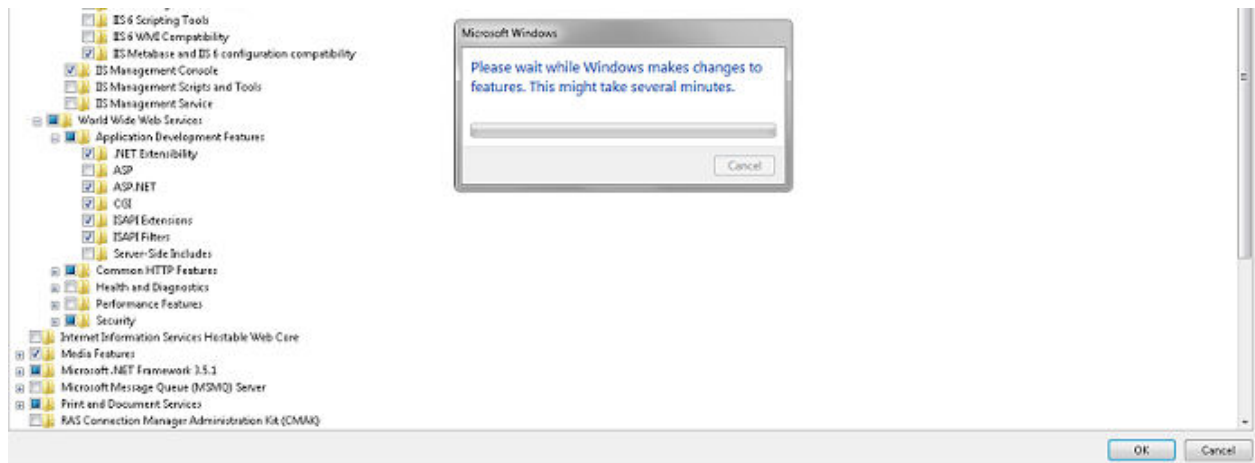 IIS 6 Scripting Tools
IIS 6 WMI Compatibility
IIS Metabase and IIS 6 configuration compatibility
IIS Management Console
IIS Management Scripts and Tools
IIS Management Service
World Wide Web Services
Application Development Features
.NET Extensibility
ASP
ASP.NET
CGI
ISAPI Extensions
ISAPI Filters
Server-Side Includes
Common HTTP Features
Health and Diagnostics
Performance Features
Security
Internet Information Services Hostable Web Core
Media Features
Microsoft .NET Framework 3.5.1
Microsoft Message Queue (MSMQ) Server
Print and Document Services
RAS Connection Manager Administration Kit (CMAK)
Microsoft Windows
Please wait while Windows makes changes to
features. This might take several minutes.
Cancel
OK
Cancel